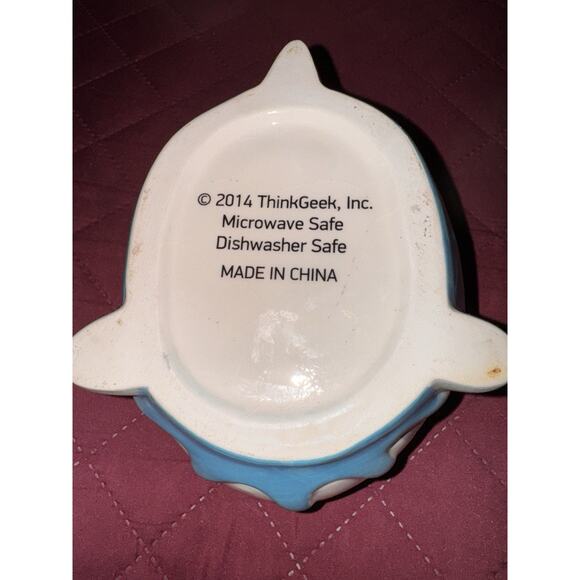 © 2014 ThinkGeek, Inc.
Microwave Safe
Dishwasher Safe
MADE IN CHINA